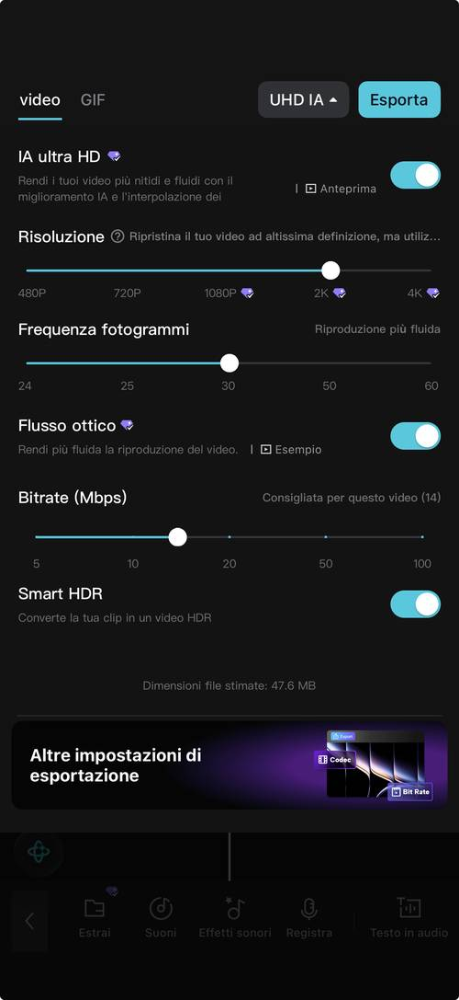 video GIF UHD IA Esporta
IA ultra HD
Rendi i tuoi video più nitidi e fluidi con il
miglioramento IA e l'interpolazione dei
Anteprima
Risoluzione Ripristina il tuo video ad altissima definizione, ma utiliz...
480P 720P 1080P 2K 4K
Frequenza fotogrammi Riproduzione più fluida
24 25 30 50 60
Flusso ottico
Rendi più fluida la riproduzione del video. Esempio
Bitrate (Mbps) Consigliata per questo video (14)
5 10 20 50 100
Smart HDR
Converte la tua clip in un video HDR
Dimensioni file stimate: 47.6 MB
Altre impostazioni di
esportazione
Export
Codec
Bit Rate
Estrai Suoni Effetti sonori Registra Testo in audio